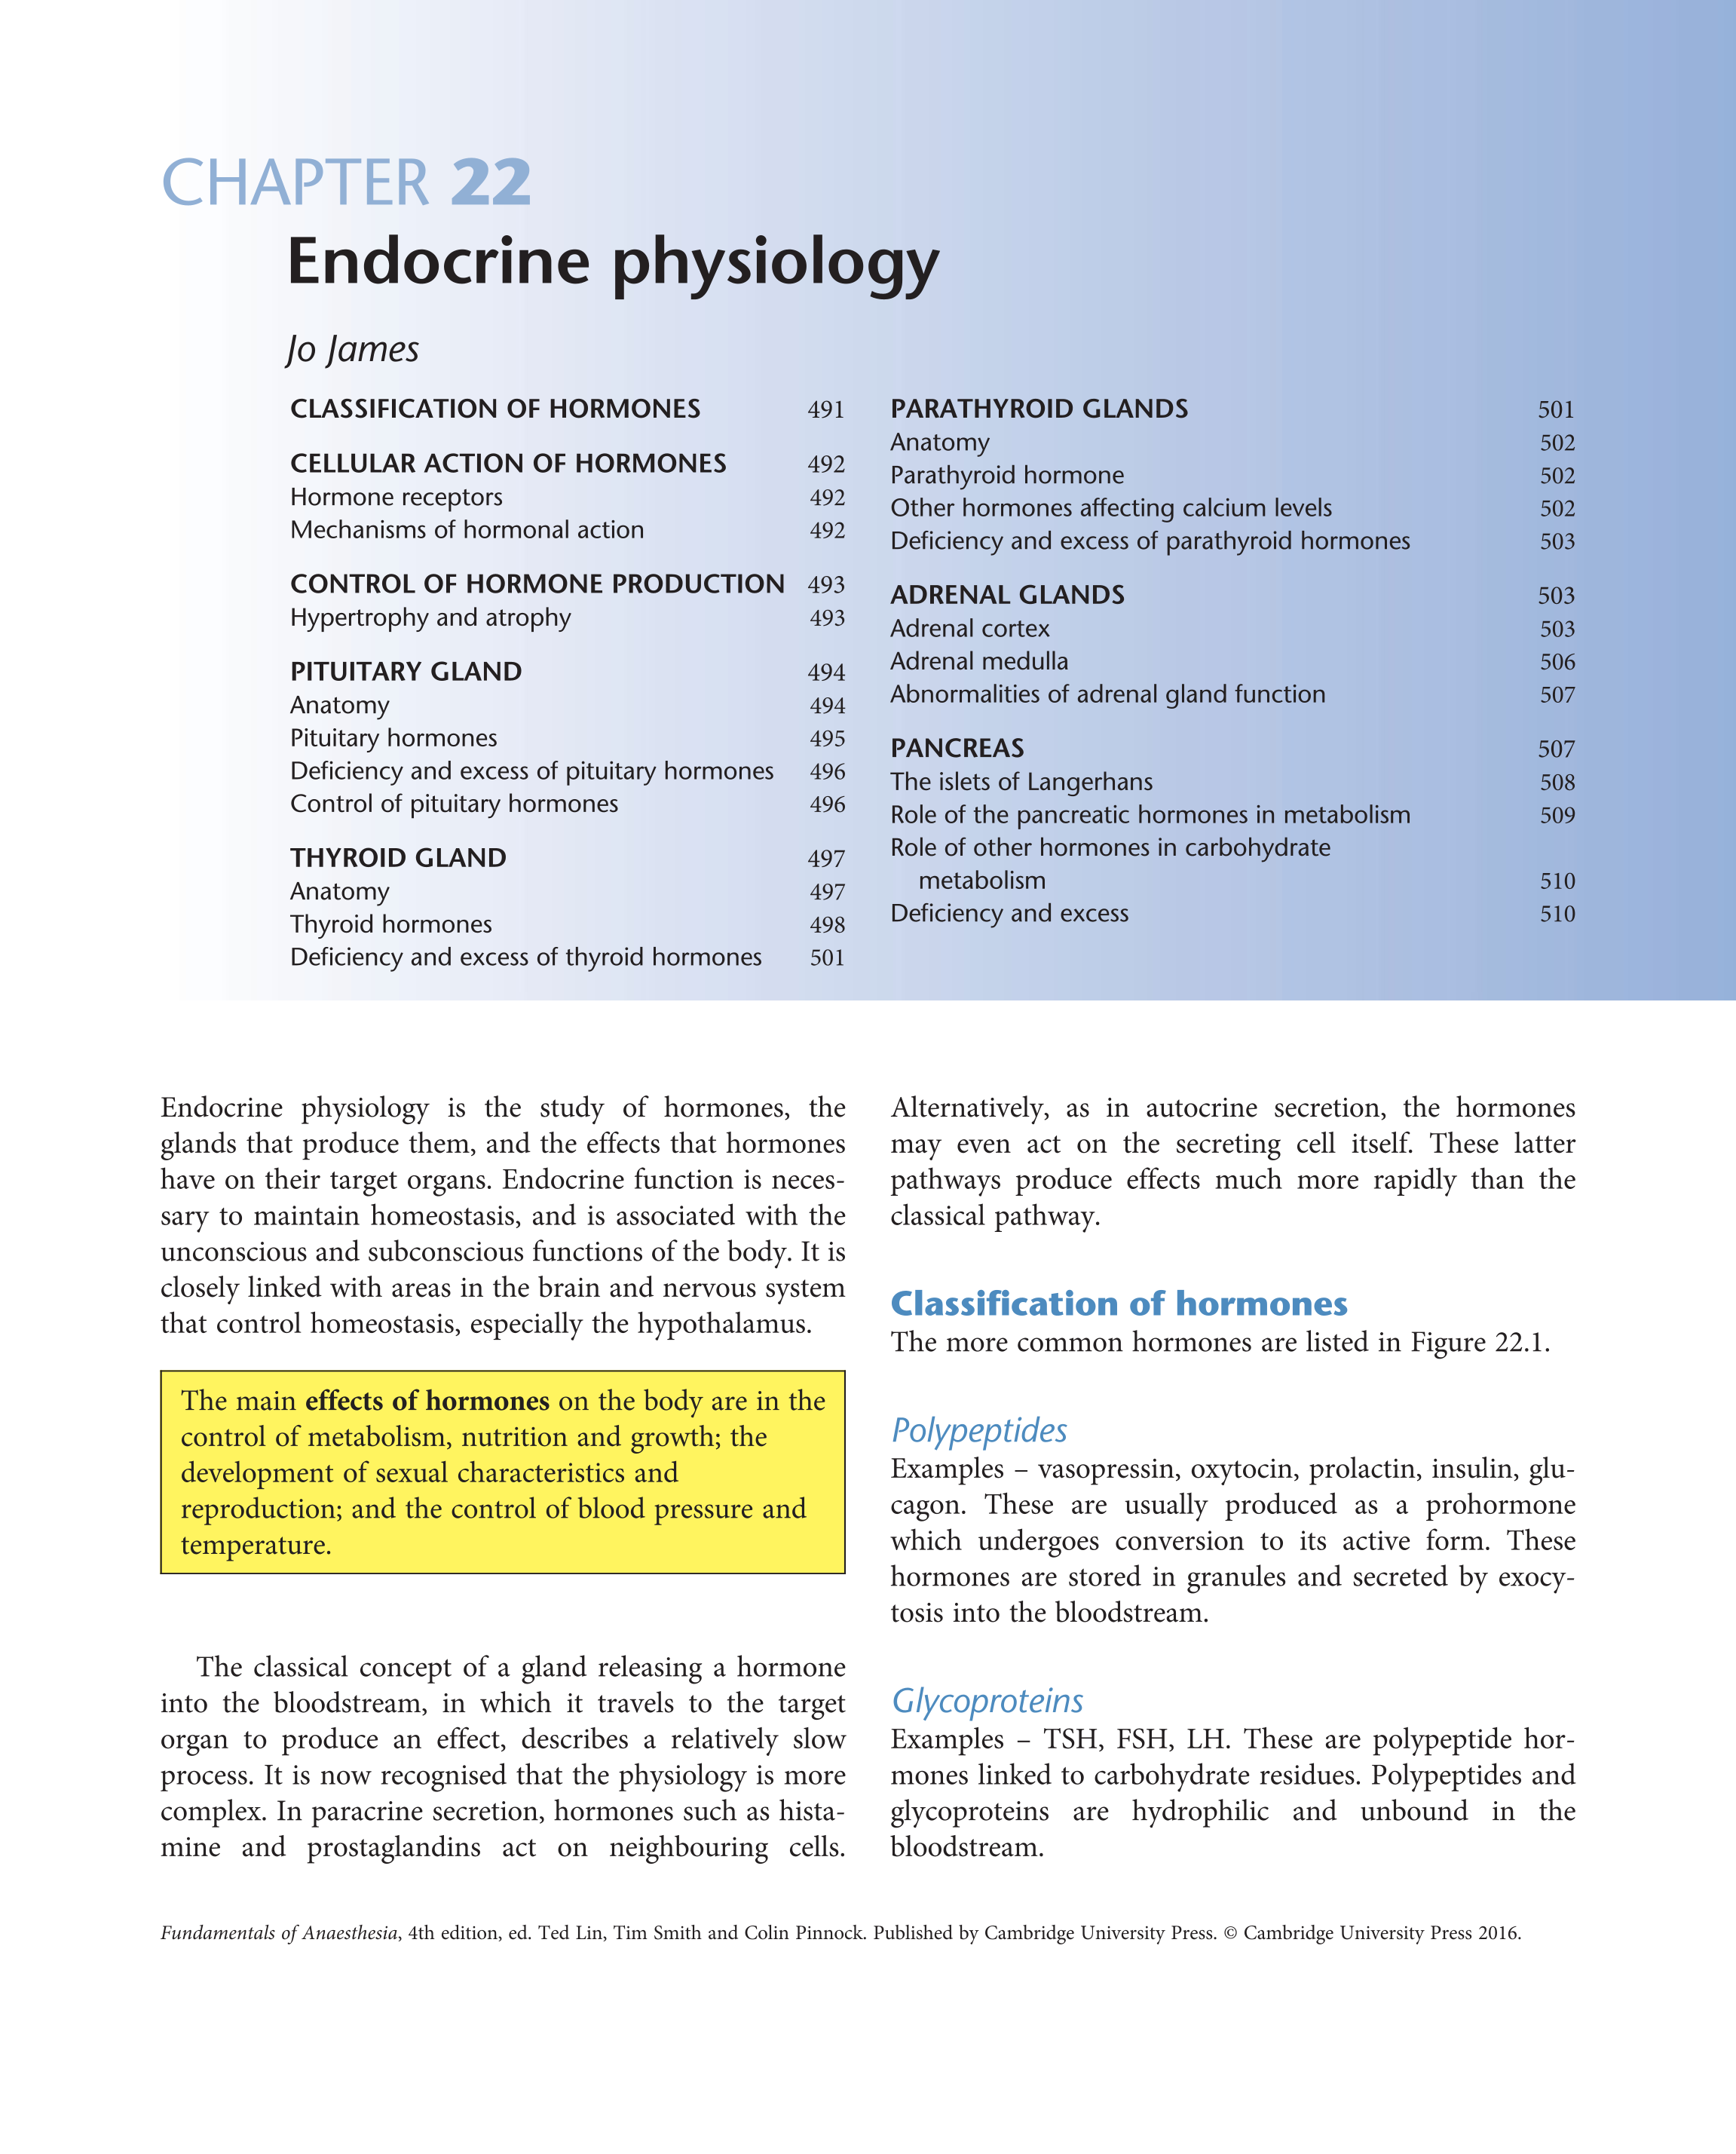 CHAPTER 22
Endocrine physiology
Jo James
CLASSIFICATION OF HORMONES 491
CELLULAR ACTION OF HORMONES 492
Hormone receptors 492
Mechanisms of hormonal action 492
CONTROL OF HORMONE PRODUCTION 493
Hypertrophy and atrophy 493
PITUITARY GLAND 494
Anatomy 494
Pituitary hormones 495
Deficiency and excess of pituitary hormones 496
Control of pituitary hormones 496
THYROID GLAND 497
Anatomy 497
Thyroid hormones 498
Deficiency and excess of thyroid hormones 501
PARATHYROID GLANDS 501
Anatomy 502
Parathyroid hormone 502
Other hormones affecting calcium levels 502
Deficiency and excess of parathyroid hormones 503
ADRENAL GLANDS 503
Adrenal cortex 503
Adrenal medulla 506
Abnormalities of adrenal gland function 507
PANCREAS 507
The islets of Langerhans 508
Role of the pancreatic hormones in metabolism 509
Role of other hormones in carbohydrate
metabolism 510
Deficiency and excess 510
Endocrine physiology is the study of hormones, the
glands that produce them, and the effects that hormones
have on their target organs. Endocrine function is neces-
sary to maintain homeostasis, and is associated with the
unconscious and subconscious functions of the body. It is
closely linked with areas in the brain and nervous system
that control homeostasis, especially the hypothalamus.
The main effects of hormones on the body are in the
control of metabolism, nutrition and growth; the
development of sexual characteristics and
reproduction; and the control of blood pressure and
temperature.
The classical concept of a gland releasing a hormone
into the bloodstream, in which it travels to the target
organ to produce an effect, describes a relatively slow
process. It is now recognised that the physiology is more
complex. In paracrine secretion, hormones such as hista-
mine and prostaglandins act on neighbouring cells.
Alternatively, as in autocrine secretion, the hormones
may even act on the secreting cell itself. These latter
pathways produce effects much more rapidly than the
classical pathway.
Classification of hormones
The more common hormones are listed in Figure 22.1.
Polypeptides
Examples – vasopressin, oxytocin, prolactin, insulin, glu-
cagon. These are usually produced as a prohormone
which undergoes conversion to its active form. These
hormones are stored in granules and secreted by exocy-
tosis into the bloodstream.
Glycoproteins
Examples – TSH, FSH, LH. These are polypeptide hor-
mones linked to carbohydrate residues. Polypeptides and
glycoproteins are hydrophilic and unbound in the
bloodstream.
Fundamentals of Anaesthesia, 4th edition, ed. Ted Lin, Tim Smith and Colin Pinnock. Published by Cambridge University Press. © Cambridge University Press 2016.